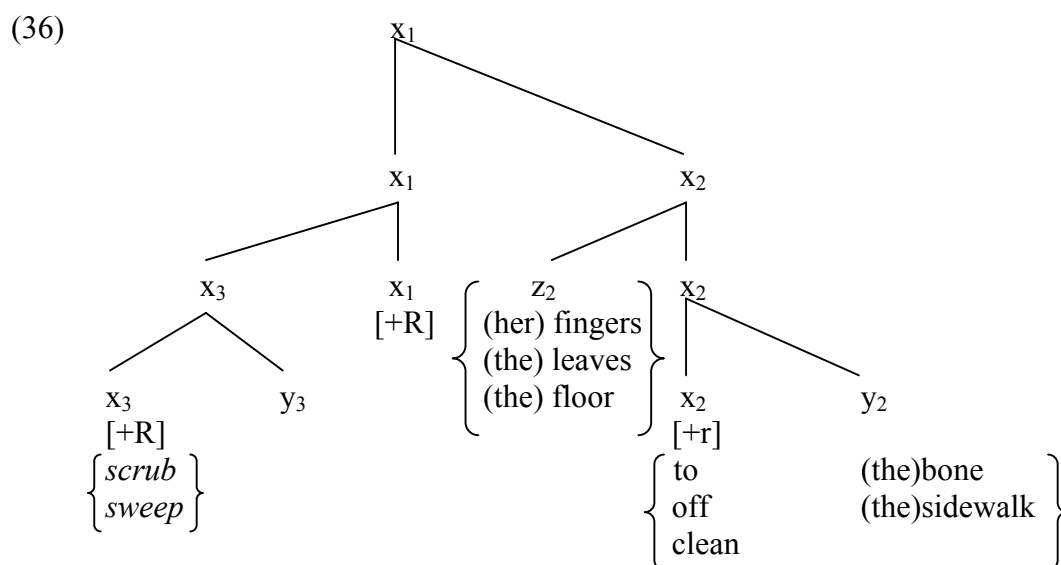 (36) x₁
x₁ x₂
x₃ x₁ z₂ x₂
[+R] (her) fingers
(the) leaves
x₃ y₃ (the) floor x₂ y₂
[+R] [+r]
scrub to (the)bone
sweep off (the)sidewalk
clean